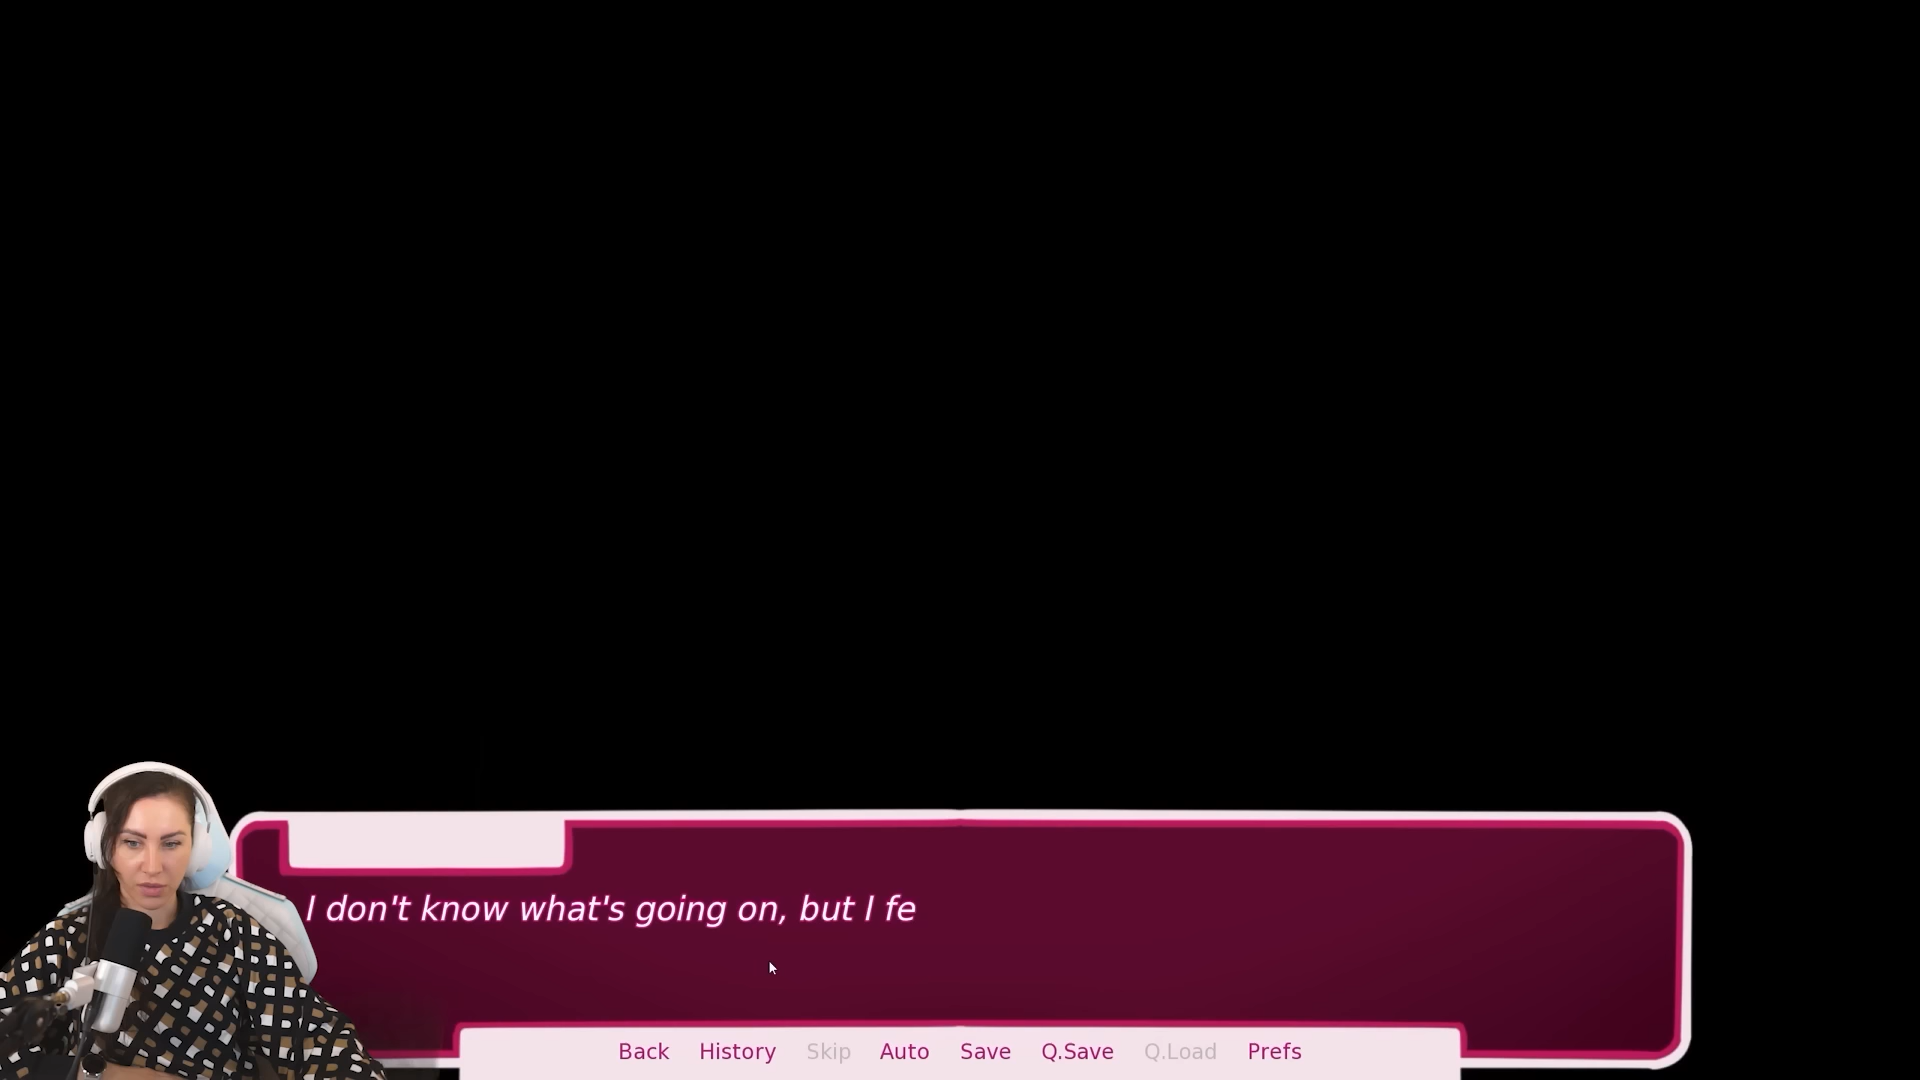 I don't know what's going on, but I fe
Back History Skip Auto Save Q.Save Q.Load Prefs